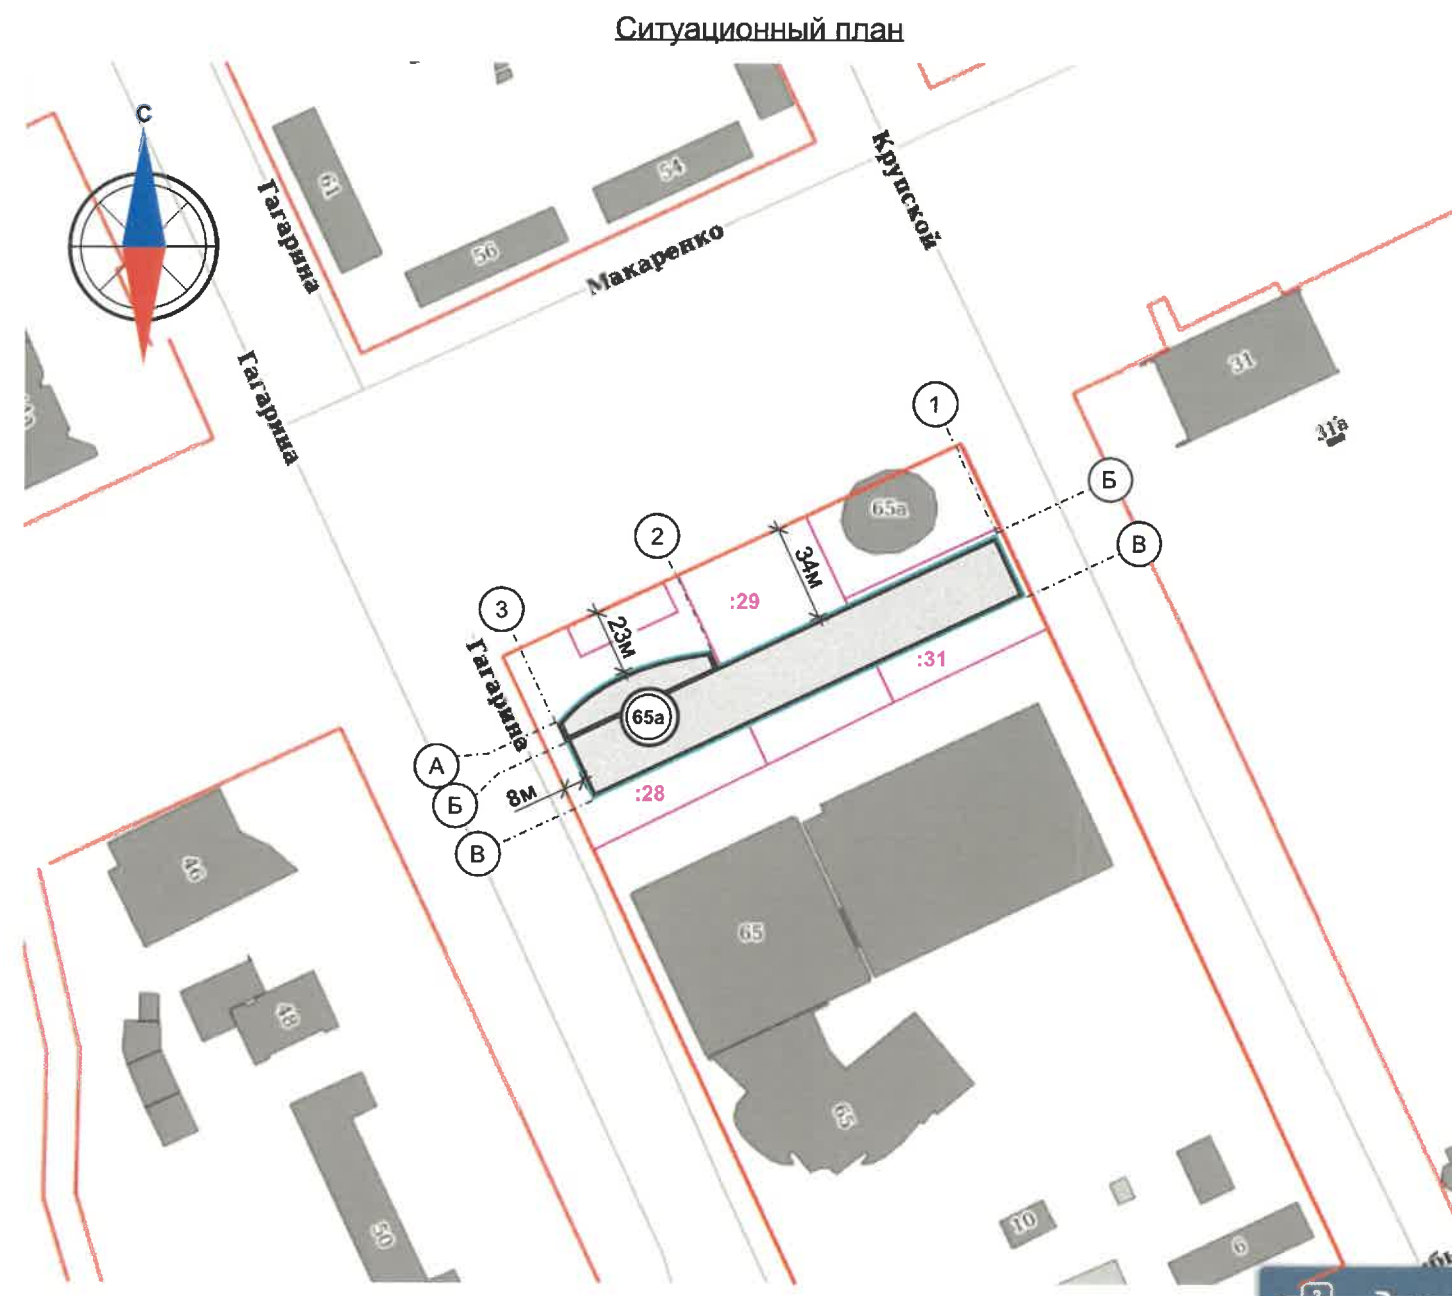 Ситуационный план
С
61
54
56
Гагарина
Крупской
Макаренко
Гагарина
31
31а
1
65а
Б
2
В
34м
:29
3
23м
Гагарина
:31
65а
А
Б
8м
:28
В
46
65
48
65
50
10
6